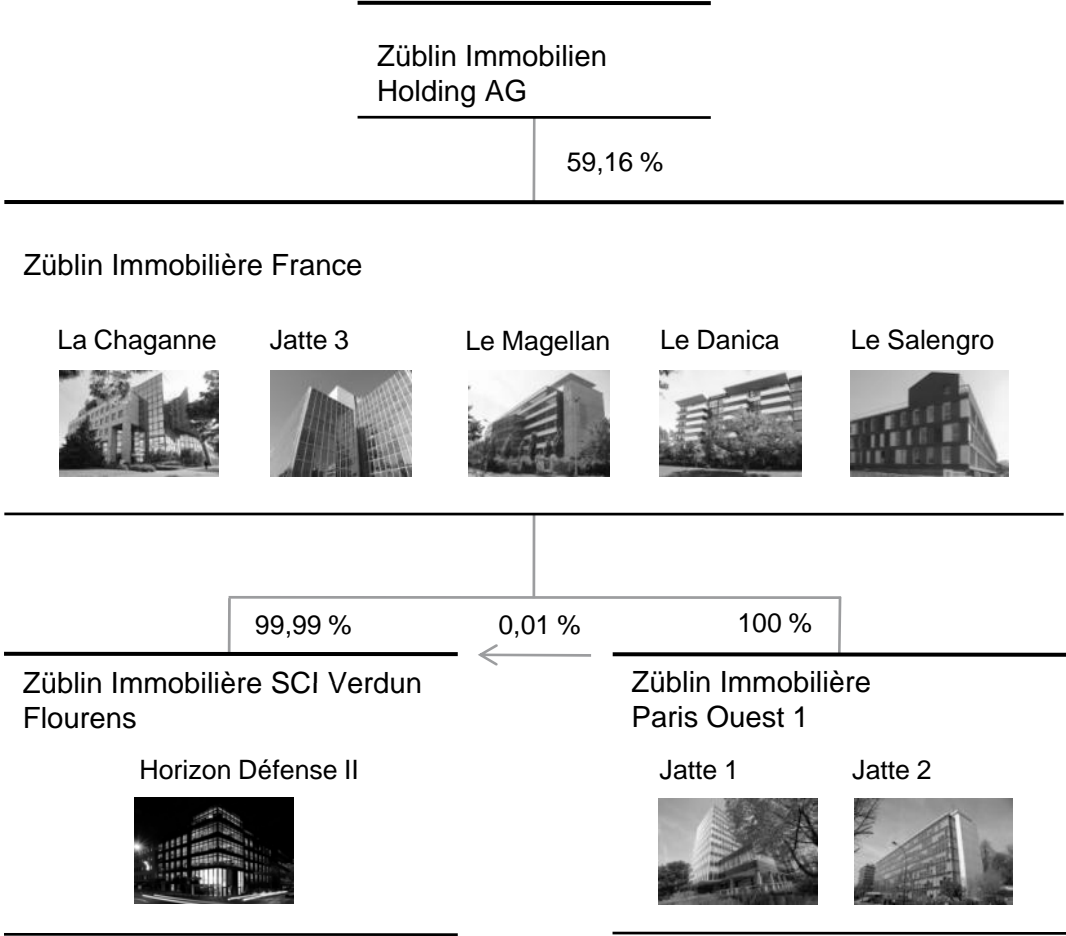 Züblin Immobilien
Holding AG
59,16 %
Züblin Immobilière France
La Chaganne
Jatte 3
Le Magellan
Le Danica
Le Salengro
99,99 %
0,01 %
100 %
Züblin Immobilière SCI Verdun
Flourens
Horizon Défense II
Züblin Immobilière
Paris Ouest 1
Jatte 1
Jatte 2